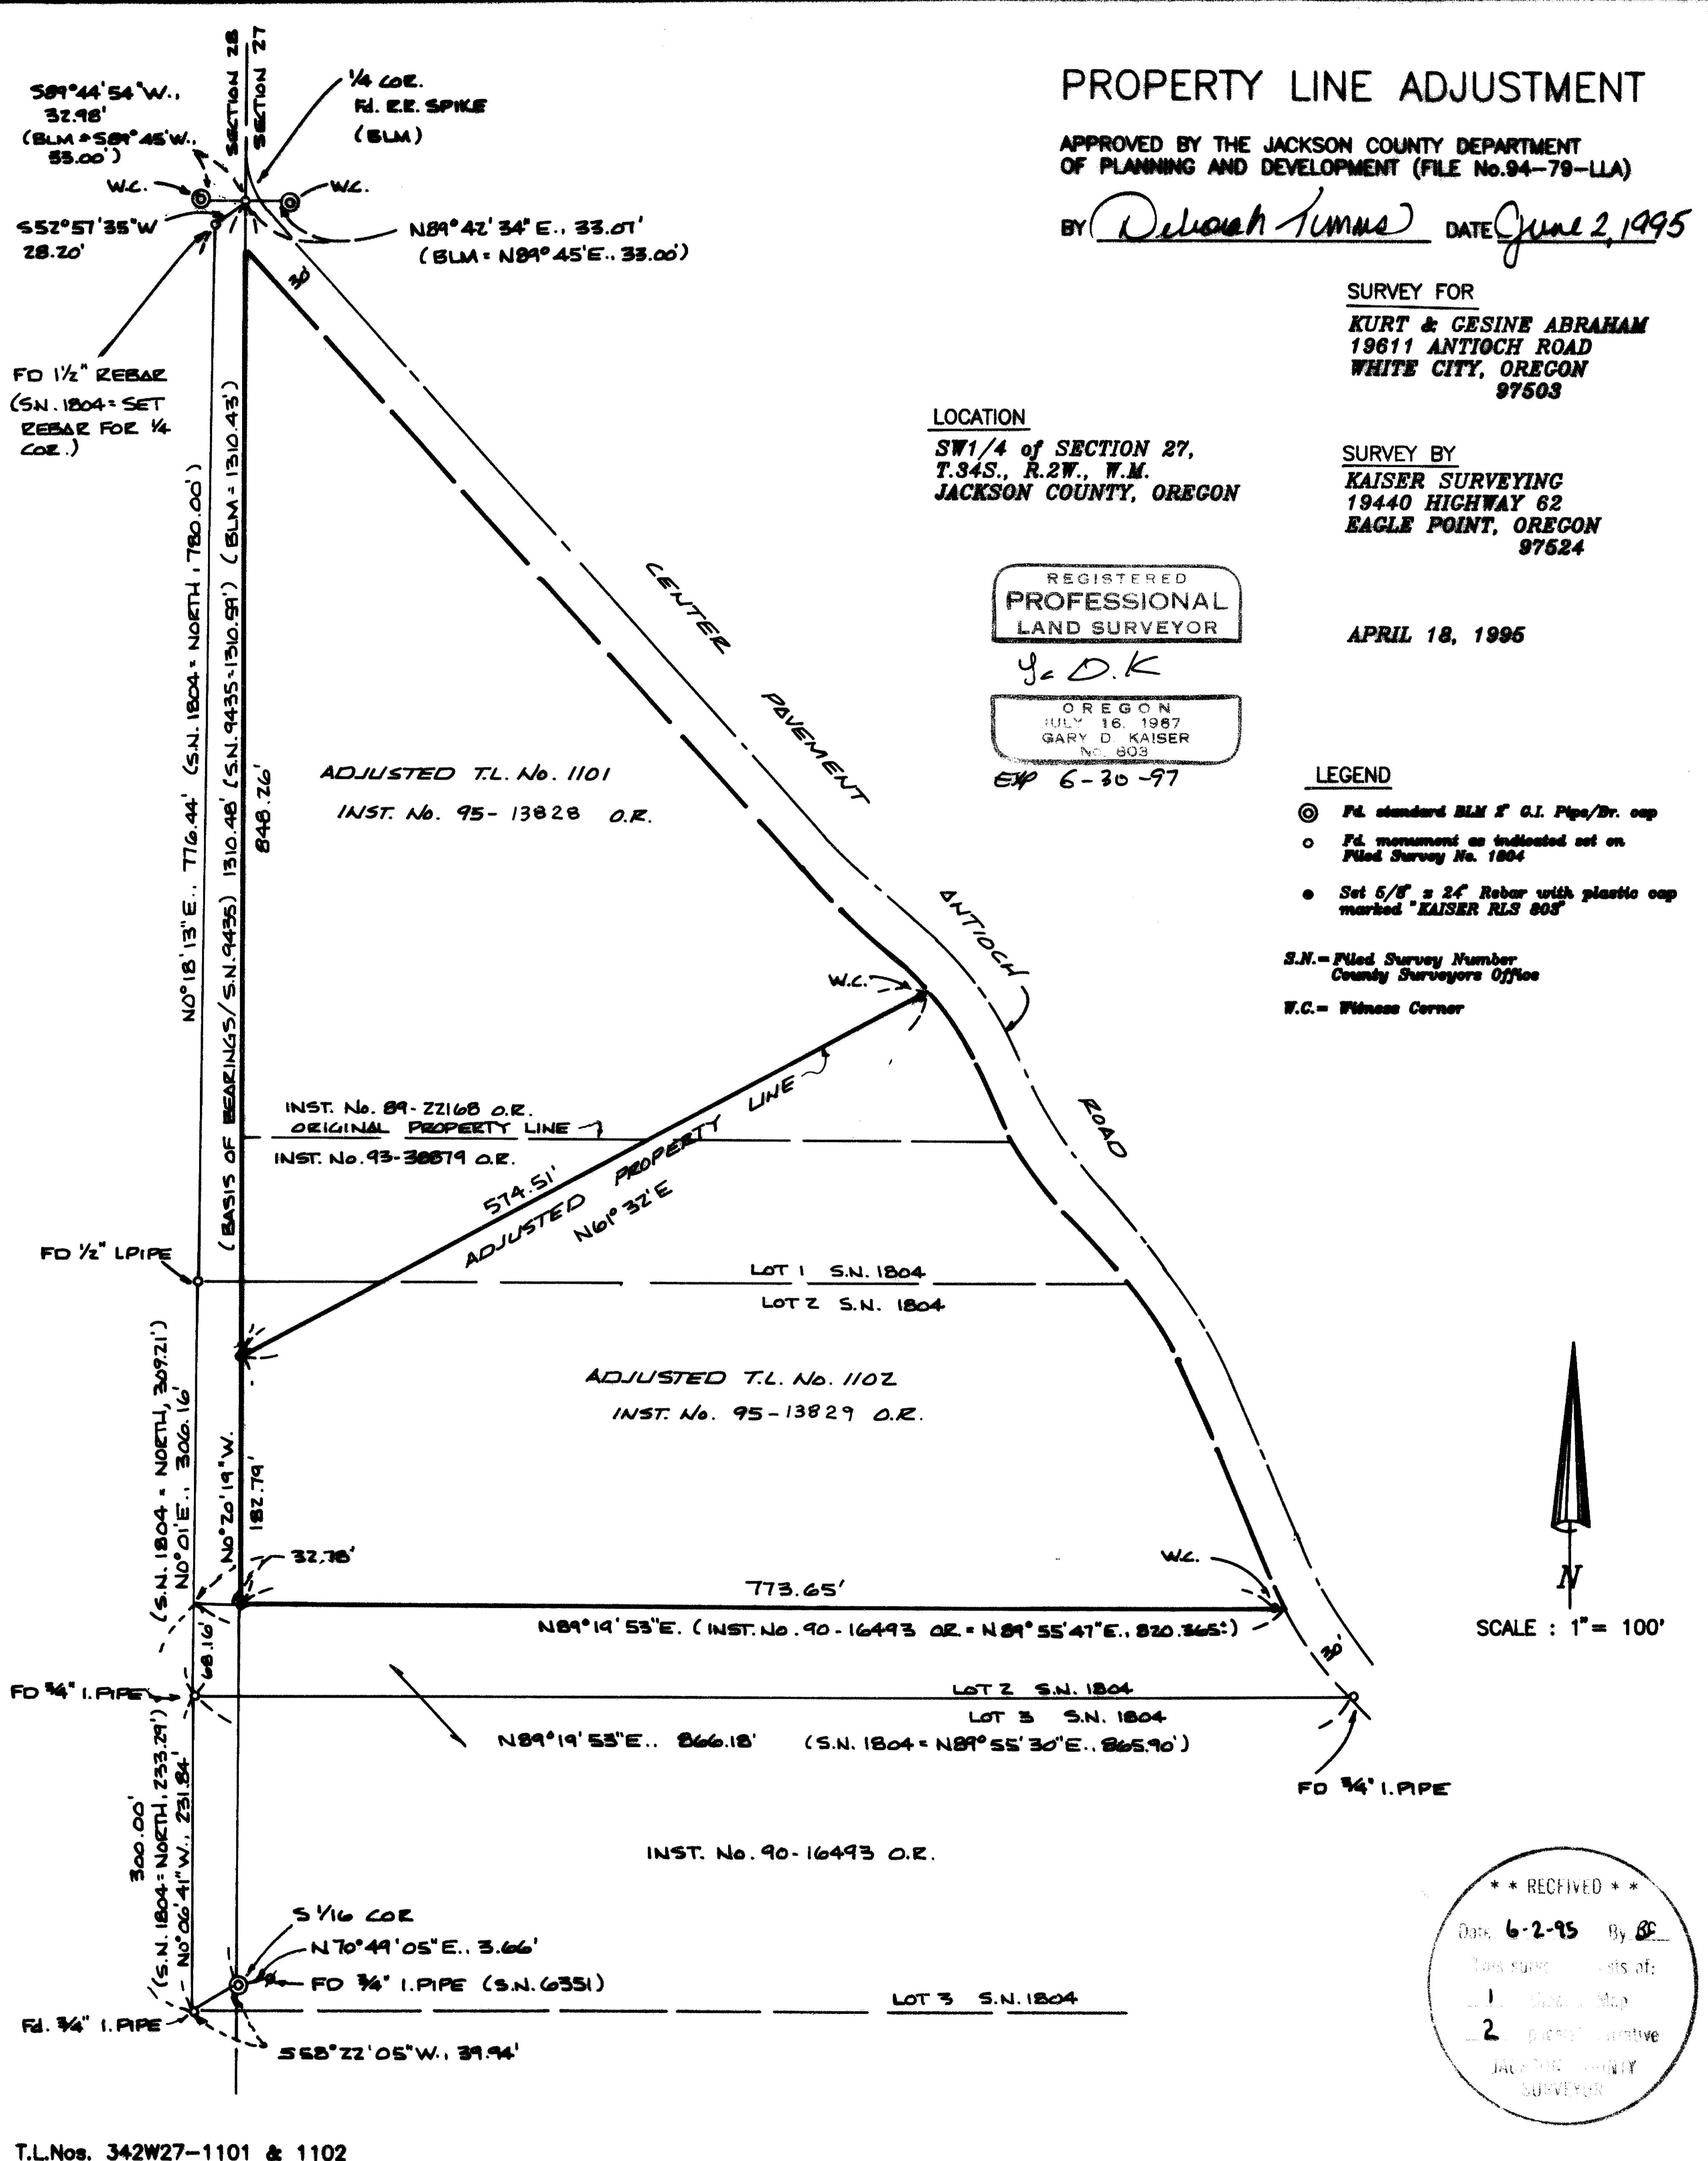 PROPERTY LINE ADJUSTMENT
APPROVED BY THE JACKSON COUNTY DEPARTMENT
OF PLANNING AND DEVELOPMENT (FILE No.94-79-LLA)
BY Deborah Timms DATE June 2, 1995
SURVEY FOR
KURT & GESINE ABRAHAM
19611 ANTIOCH ROAD
WHITE CITY, OREGON
97503
LOCATION
SW1/4 of SECTION 27,
T.34S., R.2W., W.M.
JACKSON COUNTY, OREGON
SURVEY BY
KAISER SURVEYING
19440 HIGHWAY 62
EAGLE POINT, OREGON
97524
REGISTERED
PROFESSIONAL
LAND SURVEYOR
OREGON
JULY 16, 1967
GARY D KAISER
No. 803
EXP 6-30-97
APRIL 18, 1995
LEGEND
Fd. standard BLM 2" G.I. Pipe/Br. cap
Fd. monument as indicated set on
Filed Survey No. 1804
Set 5/8" x 24" Rebar with plastic cap
marked "KAISER RLS 803"
S.N.= Filed Survey Number
County Surveyors Office
W.C.= Witness Corner
SECTION 28
SECTION 27
S89°44'54"W.,
32.98'
(BLM = S89°45'W.,
33.00')
1/4 COR.
Fd. R.R. SPIKE
(BLM)
W.C.
W.C.
S52°57'35"W
28.20'
N89°42'34"E., 33.07'
(BLM = N89°45'E., 33.00')
30'
FD 1½" REBAR
(S.N. 1804 = SET
REBAR FOR 1/4
COR.)
N0°18'13"E., 776.44' (S.N. 1804 = NORTH, 780.00')
(BASIS OF BEARINGS/S.N. 9435) 1310.48' (S.N. 9435=1310.59') (BLM = 1310.43')
848.26'
CENTER
PAVEMENT
ANTIOCH
ROAD
ADJUSTED T.L. No. 1101
INST. No. 95-13828 O.R.
W.C.
INST. No. 89-22168 O.R.
ORIGINAL PROPERTY LINE
INST. No. 93-38879 O.R.
574.51'
ADJUSTED PROPERTY LINE
N61°32'E
FD ½" I.PIPE
LOT 1 S.N. 1804
LOT 2 S.N. 1804
ADJUSTED T.L. No. 1102
INST. No. 95-13829 O.R.
(S.N. 1804 = NORTH, 309.21')
N0°01'E., 306.16'
N0°20'19"W.
182.79'
32.78'
W.C.
773.65'
N89°19'53"E. (INST. No. 90-16493 OR = N89°55'47"E., 820.365±)
68.16'
30'
FD ¾" I.PIPE
LOT 2 S.N. 1804
LOT 3 S.N. 1804
N89°19'53"E.. 866.18' (S.N. 1804 = N89°55'30"E., 865.90')
FD ¾" I.PIPE
300.00'
(S.N. 1804 = NORTH, 233.29')
N0°06'41"W., 231.84'
INST. No. 90-16493 O.R.
S 1/16 COR
N70°49'05"E., 3.66'
FD ¾" I.PIPE (S.N. 6351)
Fd. ¾" I.PIPE
LOT 3 S.N. 1804
S58°22'05"W., 39.94'
N
SCALE : 1"= 100'
* * RECEIVED * *
Date 6-2-95 By
of:
1 Map
2
SURVEYOR
T.L.Nos. 342W27-1101 & 1102